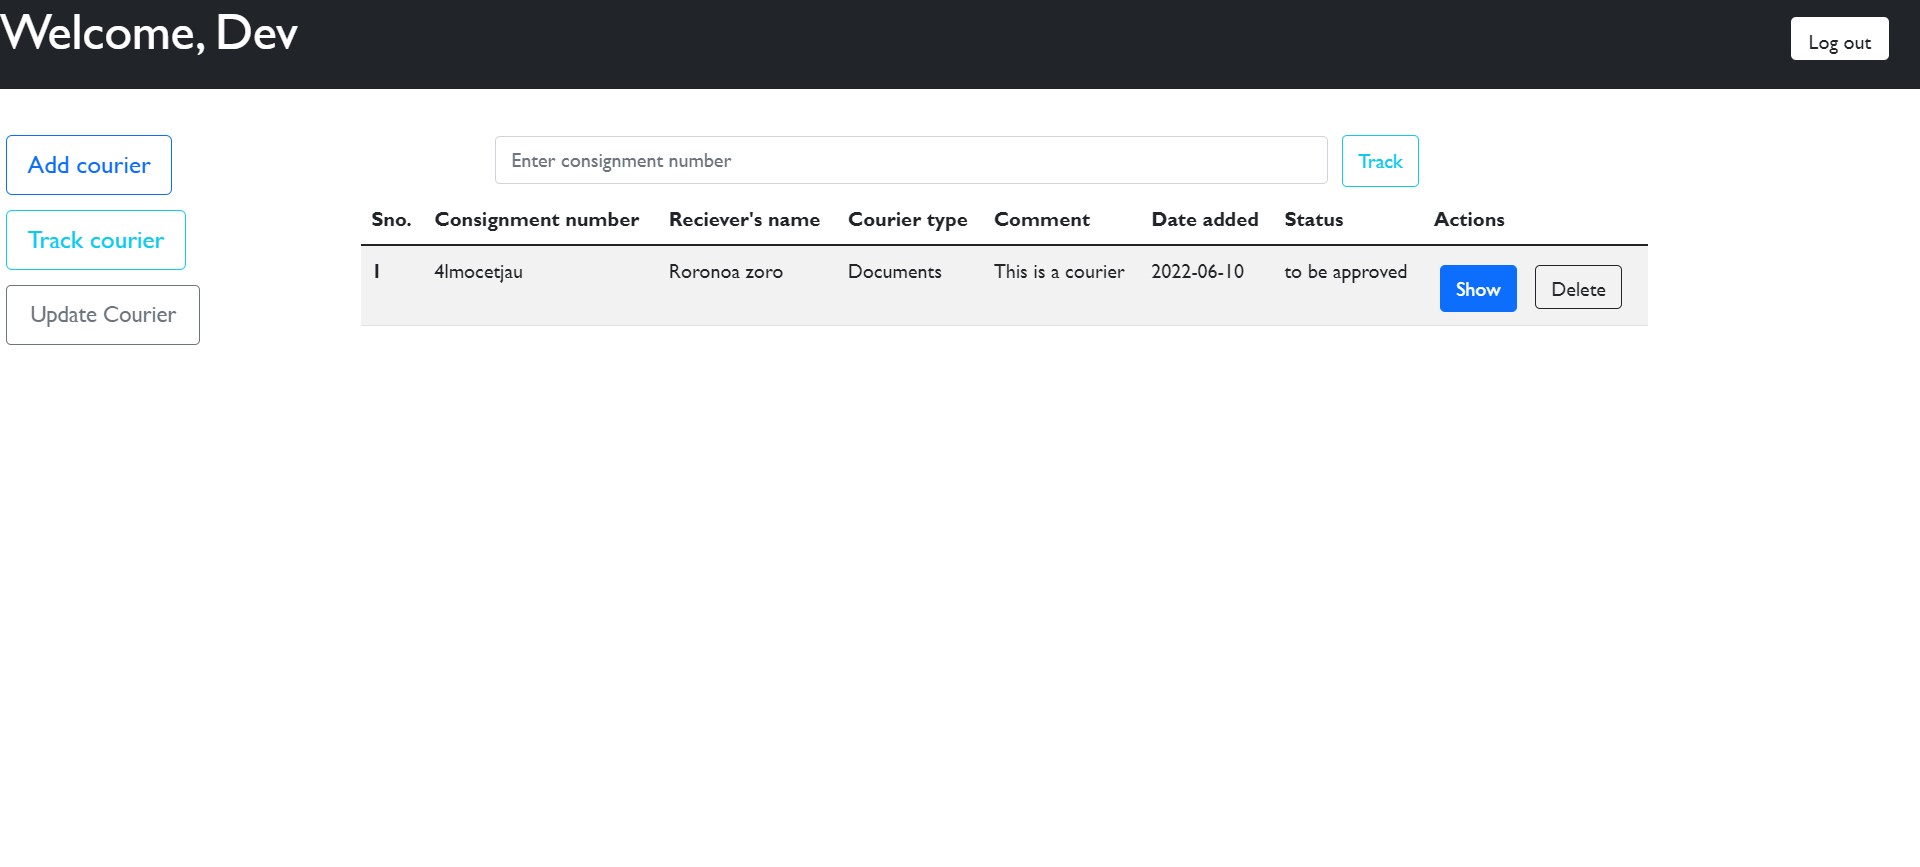 Welcome, Dev
Log out
Add courier
Track courier
Update Courier
Enter consignment number
Track
Sno. Consignment number Reciever's name Courier type Comment Date added Status Actions
1 4lmocetjau Roronoa zoro Documents This is a courier 2022-06-10 to be approved Show Delete